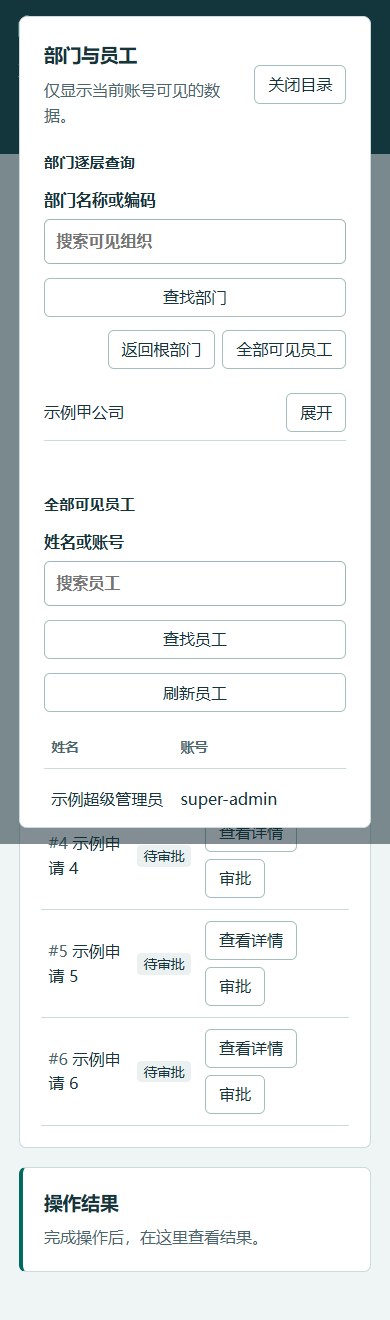 部门与员工
仅显示当前账号可见的数
据。
关闭目录
部门逐层查询
部门名称或编码
搜索可见组织
查找部门
返回根部门 全部可见员工
示例甲公司 展开
全部可见员工
姓名或账号
搜索员工
查找员工
刷新员工
姓名 账号
示例超级管理员 super-admin
#4 示例申
请 4
待审批
查看详情
审批
#5 示例申
请 5
待审批
查看详情
审批
#6 示例申
请 6
待审批
查看详情
审批
操作结果
完成操作后，在这里查看结果。